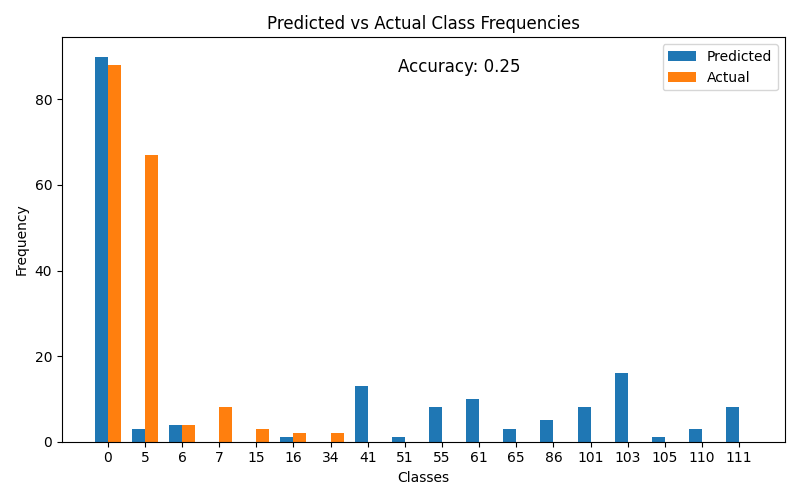 Predicted vs Actual Class Frequencies
Accuracy: 0.25
Predicted
Actual
80
60
40
20
0
Frequency
0 5 6 7 15 16 34 41 51 55 61 65 86 101 103 105 110 111
Classes